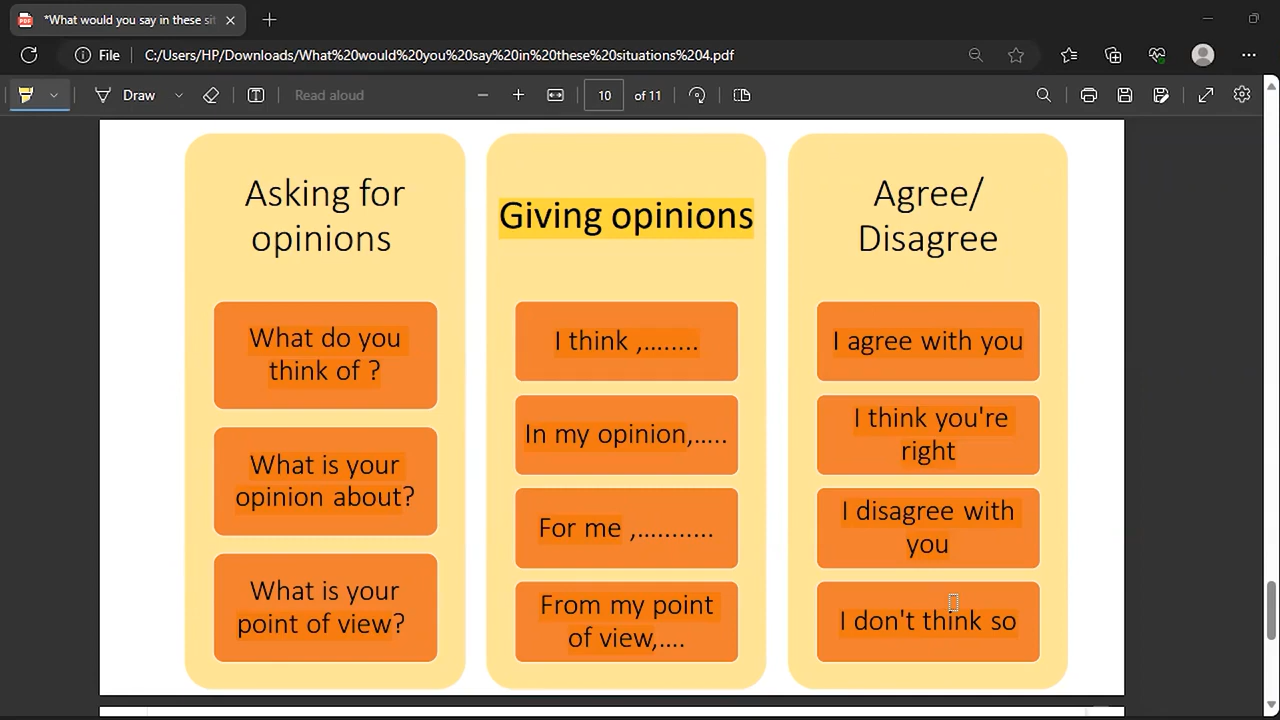 *What would you say in these sit
File
C:/Users/HP/Downloads/What%20would%20you%20say%20in%20these%20situations%204.pdf
Draw
Read aloud
10
of 11
Asking for
opinions
What do you
think of ?
What is your
opinion about?
What is your
point of view?
Giving opinions
I think ,........
In my opinion,.....
For me ,...........
From my point
of view,....
Agree/
Disagree
I agree with you
I think you're
right
I disagree with
you
I don't think so